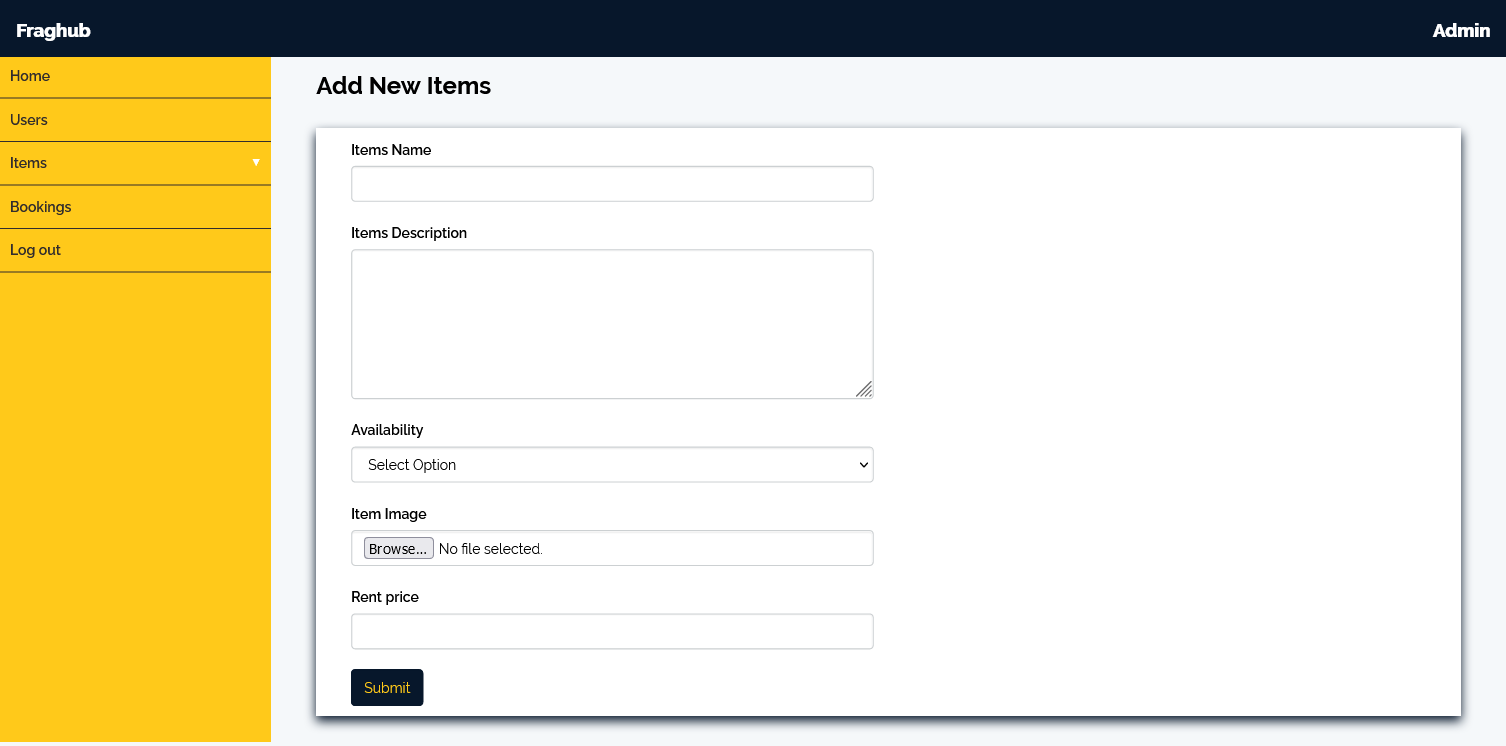 Fraghub
Admin
Home
Users
Items ▼
Bookings
Log out
Add New Items
Items Name
Items Description
Availability
Select Option
Item Image
Browse... No file selected.
Rent price
Submit